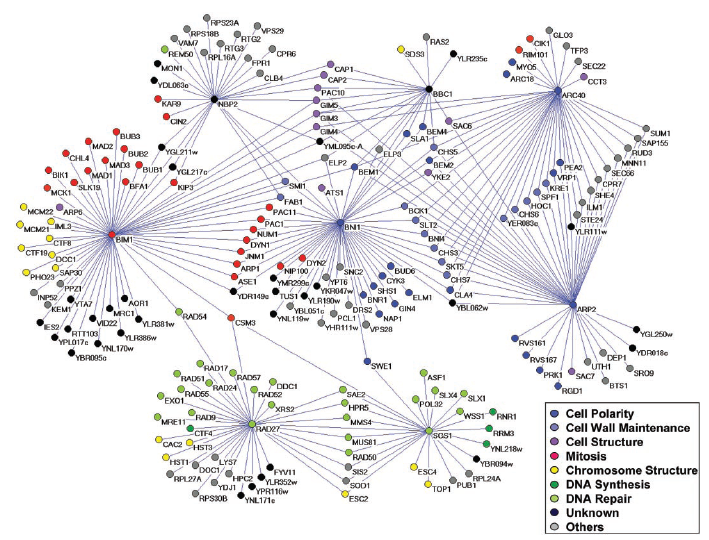 RPS23A
RPS18B
VPS29
VAM7
RTG2
RTG3
REM50
RPL16A
CPR6
MON1
FPR1
YDL063c
CLB4
KAR9
NBP2
CIN2
YGL211w
YGL217c
KIP3
SOS3
RAS2
YLR235c
CAP1
CAP2
PAC10
GIM5
GIM3
GIM4
YML095c-A
BBC1
SAC6
BEM4
SLA1
ELP2
ELP3
CHS5
BEM1
BEM2
YKE2
GLO3
CIK1
TFP3
RIM101
MYO5
SEC22
ARC18
CCT3
ARC40
SUM1
SAP155
RUD3
MNN11
SEC66
CPR7
SHE4
ILM1
STE24
YLR111w
PEA2
VRP1
KRE1
SPF1
HOC1
CHS6
YER083c
BUB3
MAD2
BUB2
CHL4
MAD3
BUB1
BIK1
MAD1
SLK19
BFA1
MCK1
MCM22
ARP6
IML3
MCM21
CTF8
CTF19
DCC1
PHO23
SAP30
PPZ1
INP52
YTA7
KEM1
AOR1
MRC1
VID22
YLR381w
IES2
RTT103
YLR386w
YPL017c
YNL170w
YBR095c
BIM1
SMI1
ATS1
FAB1
PAC11
PAC1
NUM1
DYN1
JNM1
ARP1
ASE1
YDR149c
BNI1
BCK1
SLT2
BNI4
CHS3
SKT5
CHS7
CLA4
YBL062w
DYN2
NIP100
SNC2
YMR299c
YPT6
TUS1
YKR047w
YLR190w
YBL051c
DRS2
YNL119w
PCL1
YHR111w
VPS28
BUD6
CYK3
SHS1
ELM1
BNR1
GIN4
NAP1
ARP2
RVS161
RVS167
PRK1
RGD1
SAC7
BTS1
UTH1
DEP1
SRO9
YGL250w
YDR018c
RAD54
CSM3
SWE1
RAD17
RAD51
RAD57
RAD24
DDC1
RAD55
RAD52
EXO1
XRS2
RAD9
MRE11
CTF4
CAC2
HST3
HST1
LYS7
DOC1
RPL27A
HPC2
YDJ1
RPS30B
FYV11
YLR352w
YPR116w
YNL171c
RAD27
SAE2
HPR5
MMS4
MUS81
RAD50
SIS2
SOD1
ESC2
ASF1
SLX4
POL32
SLX1
WSS1
RNR1
RRM3
YNL218w
YBR094w
RPL24A
PUB1
TOP1
ESC4
SGS1
Cell Polarity
Cell Wall Maintenance
Cell Structure
Mitosis
Chromosome Structure
DNA Synthesis
DNA Repair
Unknown
Others